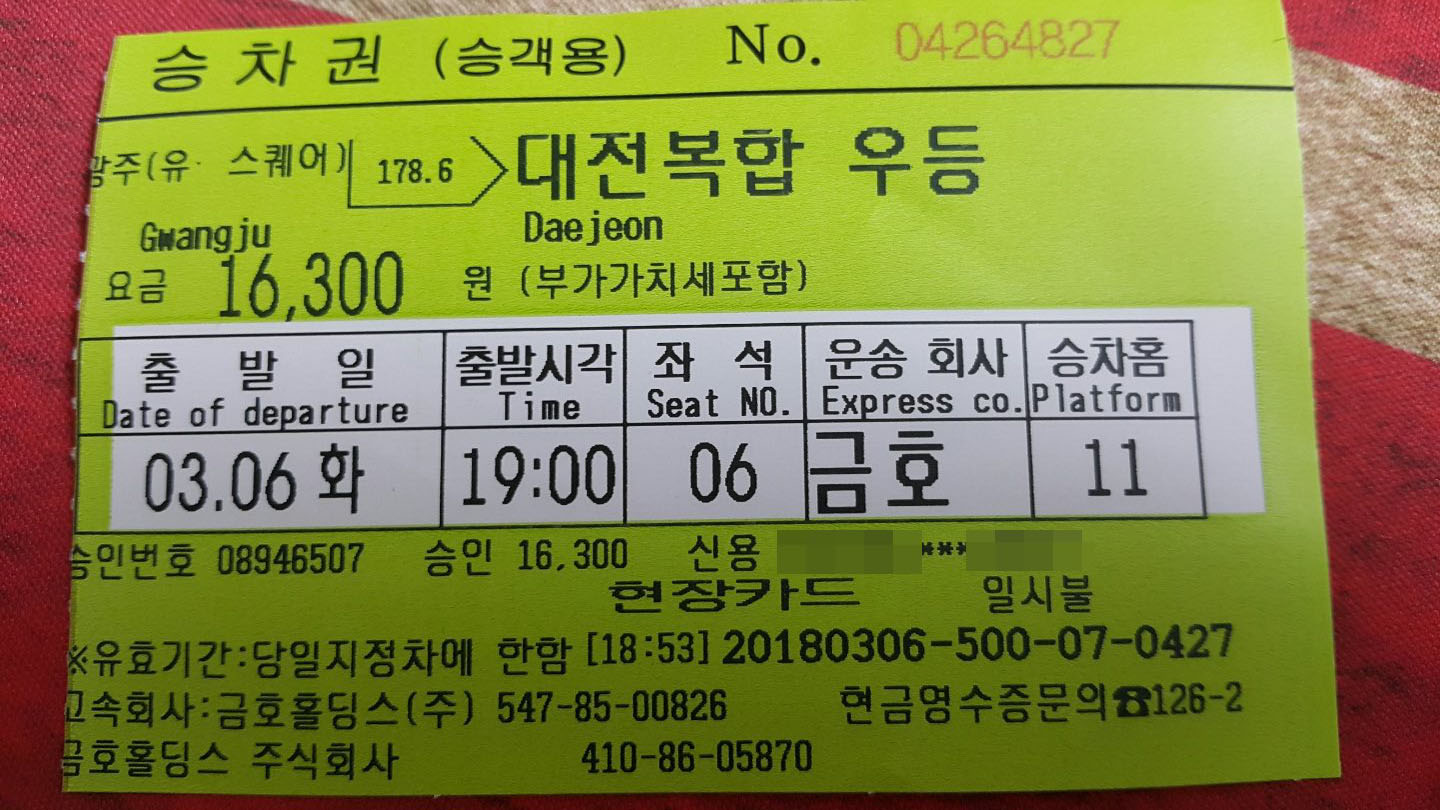 승 차 권 (승객용) No. 04264827
광주(유· 스퀘어) 178.6 대전복합 우등
Gwangju Daejeon
요금 16,300 원 (부가가치세포함)
출 발 일 출발시각 좌 석 운송 회사 승차홈
Date of departure Time Seat NO. Express co. Platform
03.06 화 19:00 06 금호 11
승인번호 08946507 승인 16,300 신용 ***
현장카드 일시불
※유효기간:당일지정차에 한함 [18:53] 20180306-500-07-0427
고속회사:금호홀딩스(주) 547-85-00826 현금영수증문의☎126-2
금호홀딩스 주식회사 410-86-05870